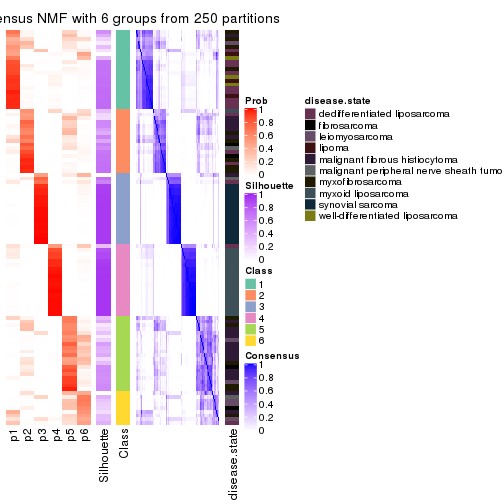 ensus NMF with 6 groups from 250 partitions
Prob
1
0.8
0.6
0.4
0.2
0
Silhouette
1
0.8
0.6
0.4
0.2
0
Class
1
2
3
4
5
6
Consensus
1
0.8
0.6
0.4
0.2
0
disease.state
dedifferentiated liposarcoma
fibrosarcoma
leiomyosarcoma
lipoma
malignant fibrous histiocytoma
malignant peripheral nerve sheath tumo
myxofibrosarcoma
myxoid liposarcoma
synovial sarcoma
well-differentiated liposarcoma
p1
p2
p3
p4
p5
p6
Silhouette
Class
disease.state